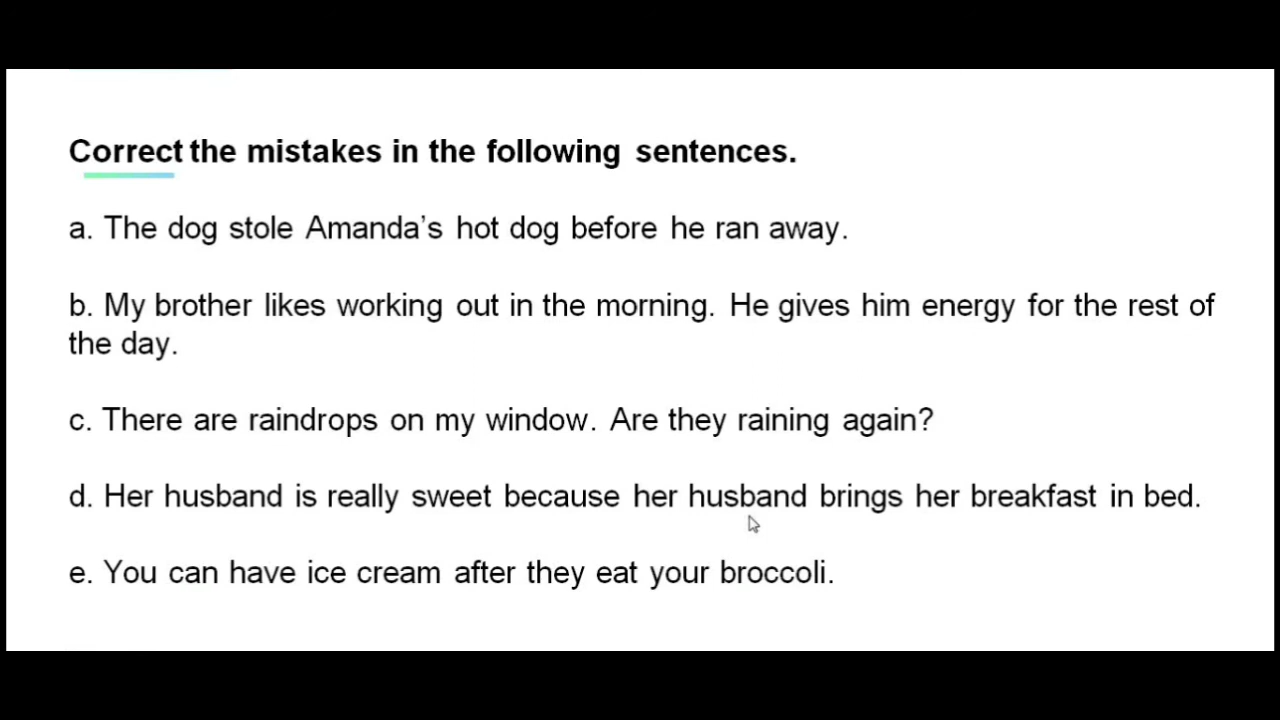 Correct the mistakes in the following sentences.
a. The dog stole Amanda’s hot dog before he ran away.
b. My brother likes working out in the morning. He gives him energy for the rest of
the day.
c. There are raindrops on my window. Are they raining again?
d. Her husband is really sweet because her husband brings her breakfast in bed.
e. You can have ice cream after they eat your broccoli.